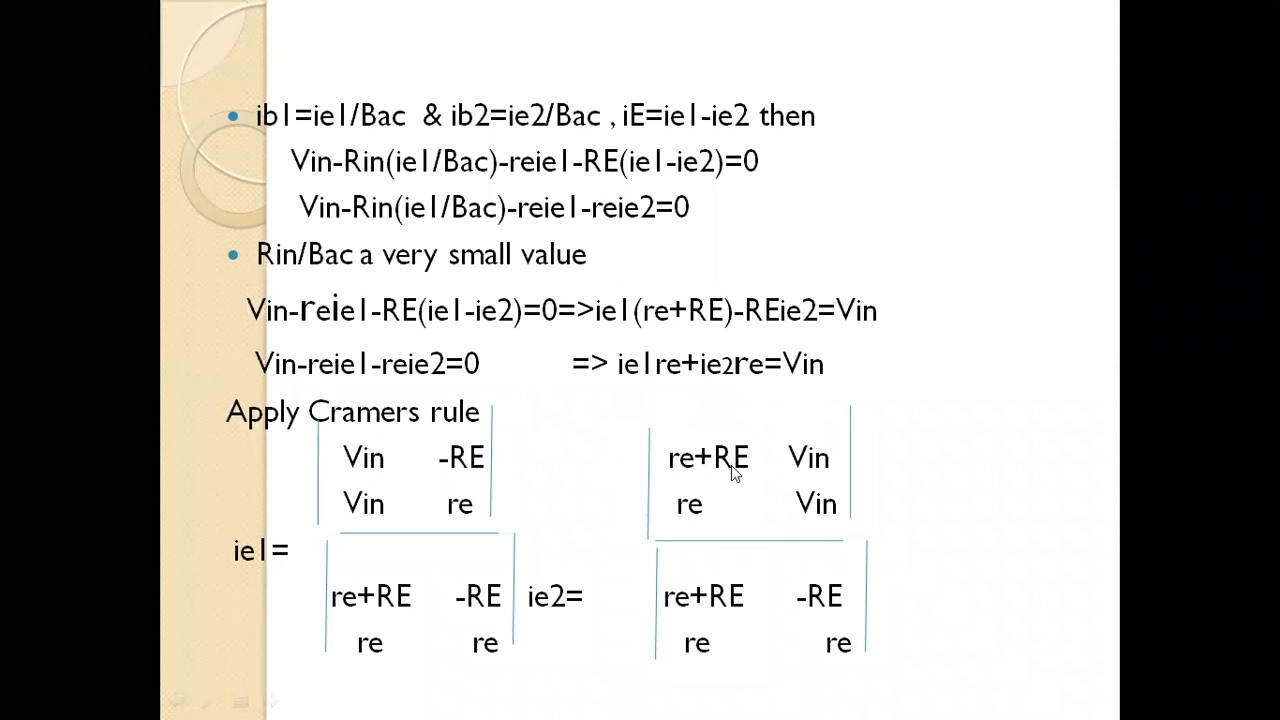 ib1=ie1/Bac & ib2=ie2/Bac , iE=ie1-ie2 then
Vin-Rin(ie1/Bac)-reie1-RE(ie1-ie2)=0
Vin-Rin(ie1/Bac)-reie1-reie2=0
Rin/Bac a very small value
Vin-reie1-RE(ie1-ie2)=0=>ie1(re+RE)-REie2=Vin
Vin-reie1-reie2=0 => ie1re+ie2re=Vin
Apply Cramers rule
Vin -RE re+RE Vin
Vin re re Vin
ie1=
re+RE -RE ie2= re+RE -RE
re re re re